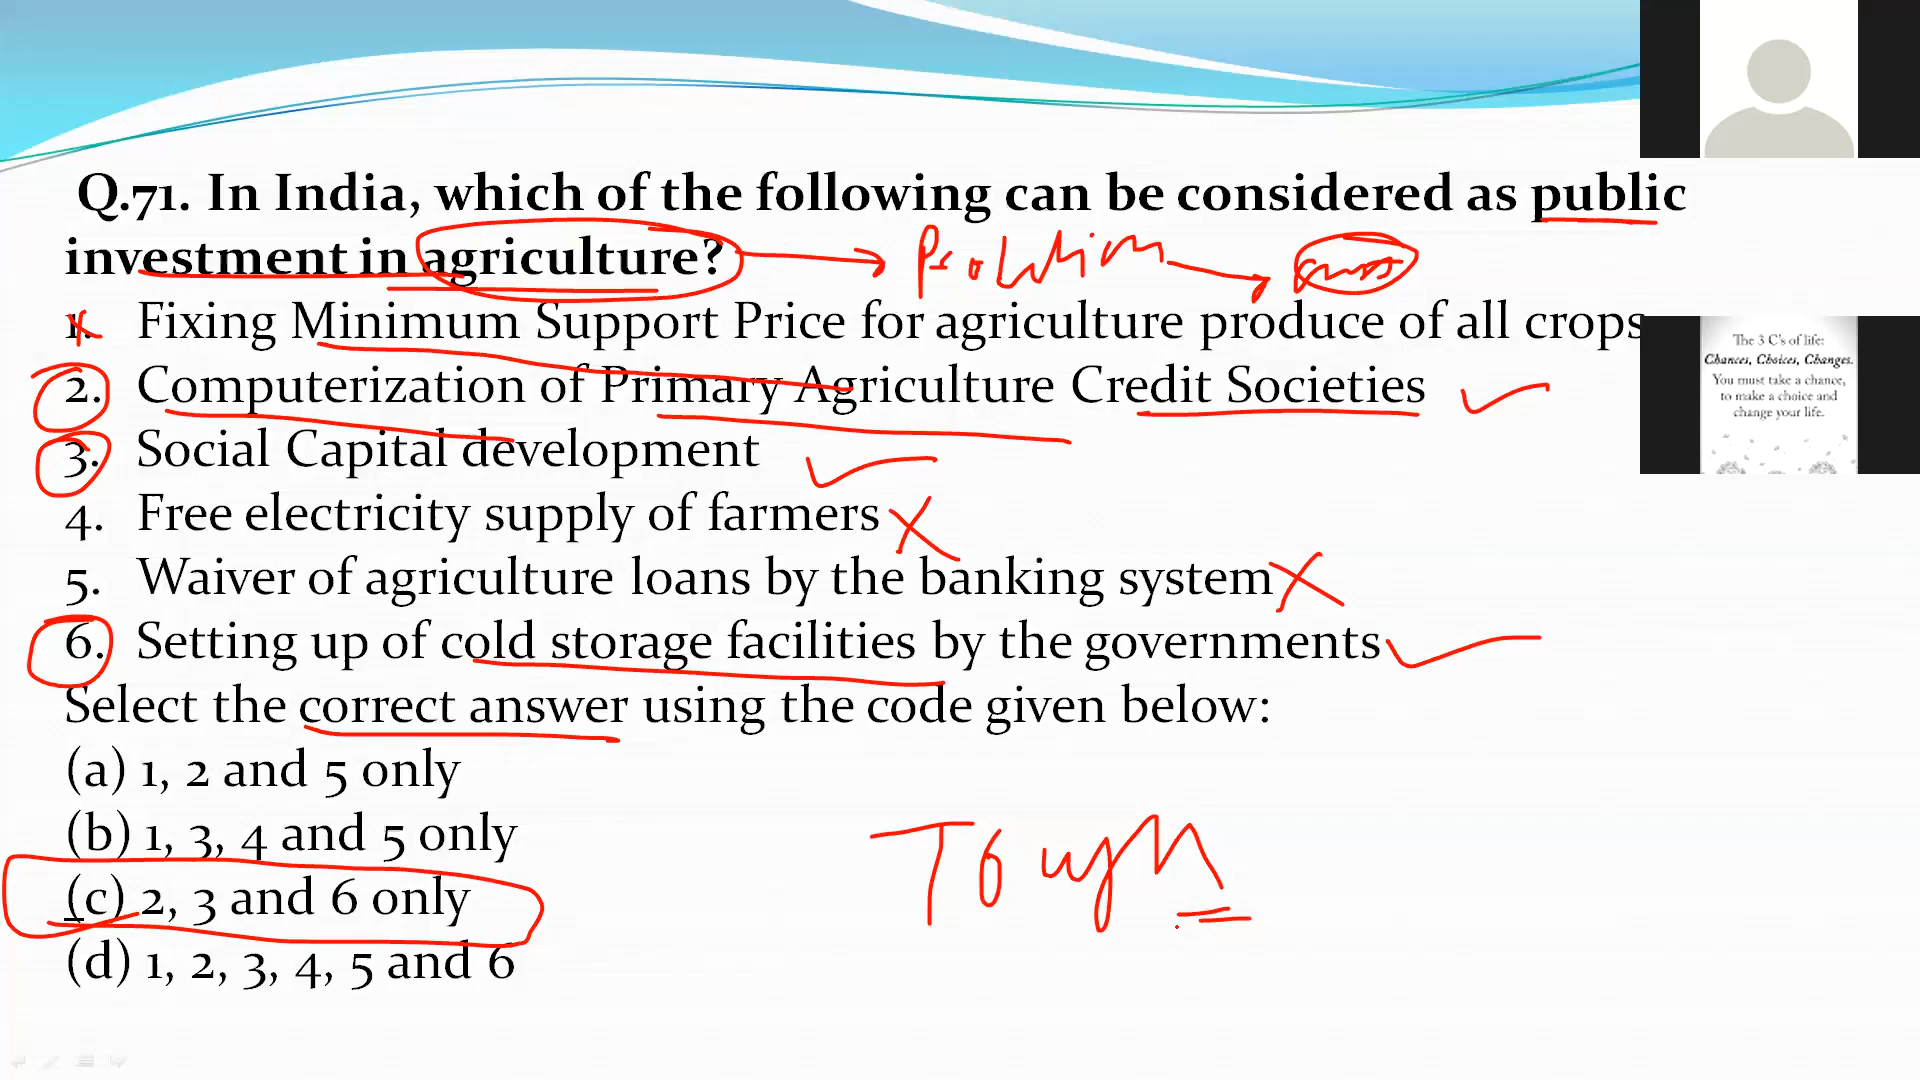 Q.71. In India, which of the following can be considered as public
investment in agriculture?
1. Fixing Minimum Support Price for agriculture produce of all crops
2. Computerization of Primary Agriculture Credit Societies
3. Social Capital development
4. Free electricity supply of farmers
5. Waiver of agriculture loans by the banking system
6. Setting up of cold storage facilities by the governments
Select the correct answer using the code given below:
(a) 1, 2 and 5 only
(b) 1, 3, 4 and 5 only
(c) 2, 3 and 6 only
(d) 1, 2, 3, 4, 5 and 6
Tough
The 3 C's of life:
Chances, Choices, Changes.
You must take a chance,
to make a choice and
change your life.